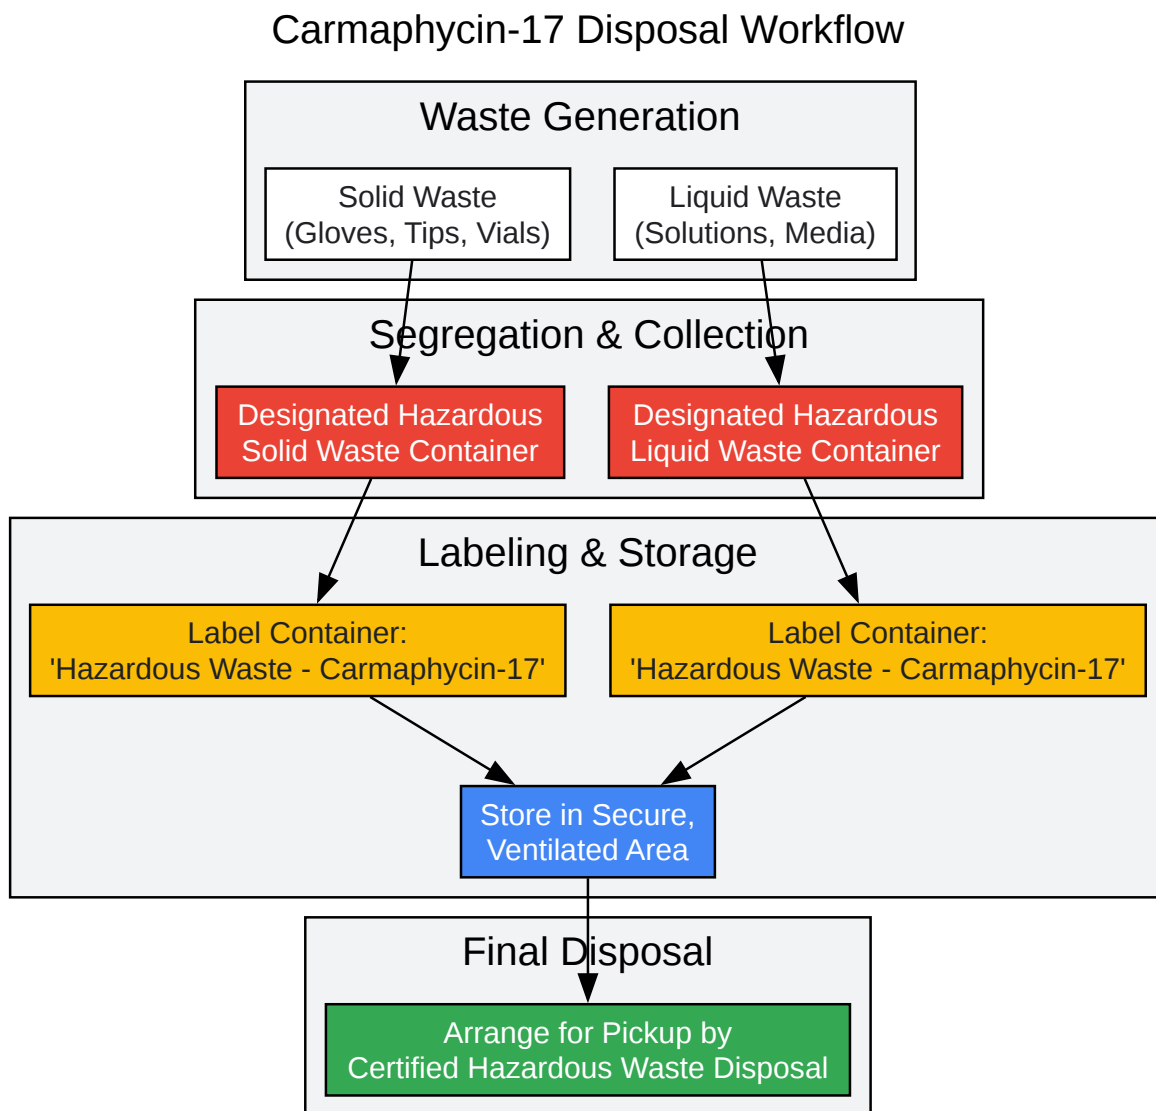 Carmaphycin-17 Disposal Workflow
Waste Generation
Solid Waste
(Gloves, Tips, Vials)
Liquid Waste
(Solutions, Media)
Segregation & Collection
Designated Hazardous
Solid Waste Container
Designated Hazardous
Liquid Waste Container
Labeling & Storage
Label Container:
'Hazardous Waste - Carmaphycin-17'
Label Container:
'Hazardous Waste - Carmaphycin-17'
Store in Secure,
Ventilated Area
Final Disposal
Arrange for Pickup by
Certified Hazardous Waste Disposal